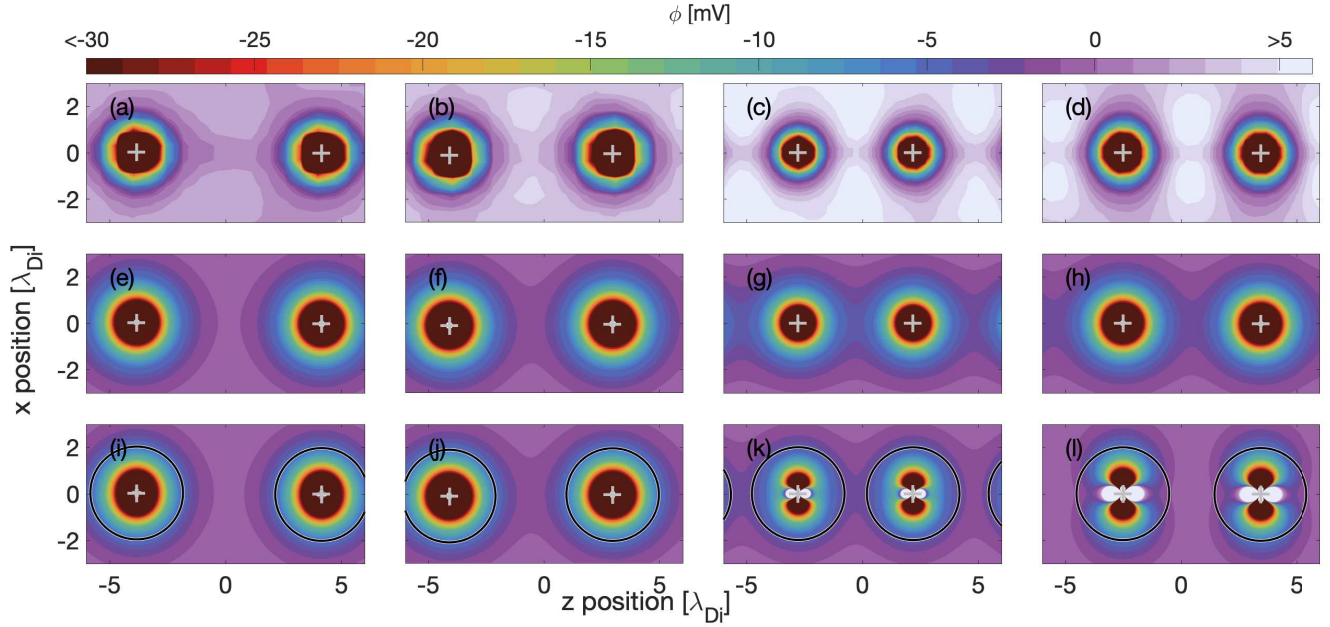 ϕ [mV]
<-30 -25 -20 -15 -10 -5 0 >5
(a) (b) (c) (d)
2
0
-2
(e) (f) (g) (h)
2
0
-2
(i) (j) (k) (l)
2
0
-2
-5 0 5 -5 0 5 -5 0 5 -5 0 5
x position [λDi]
z position [λDi]